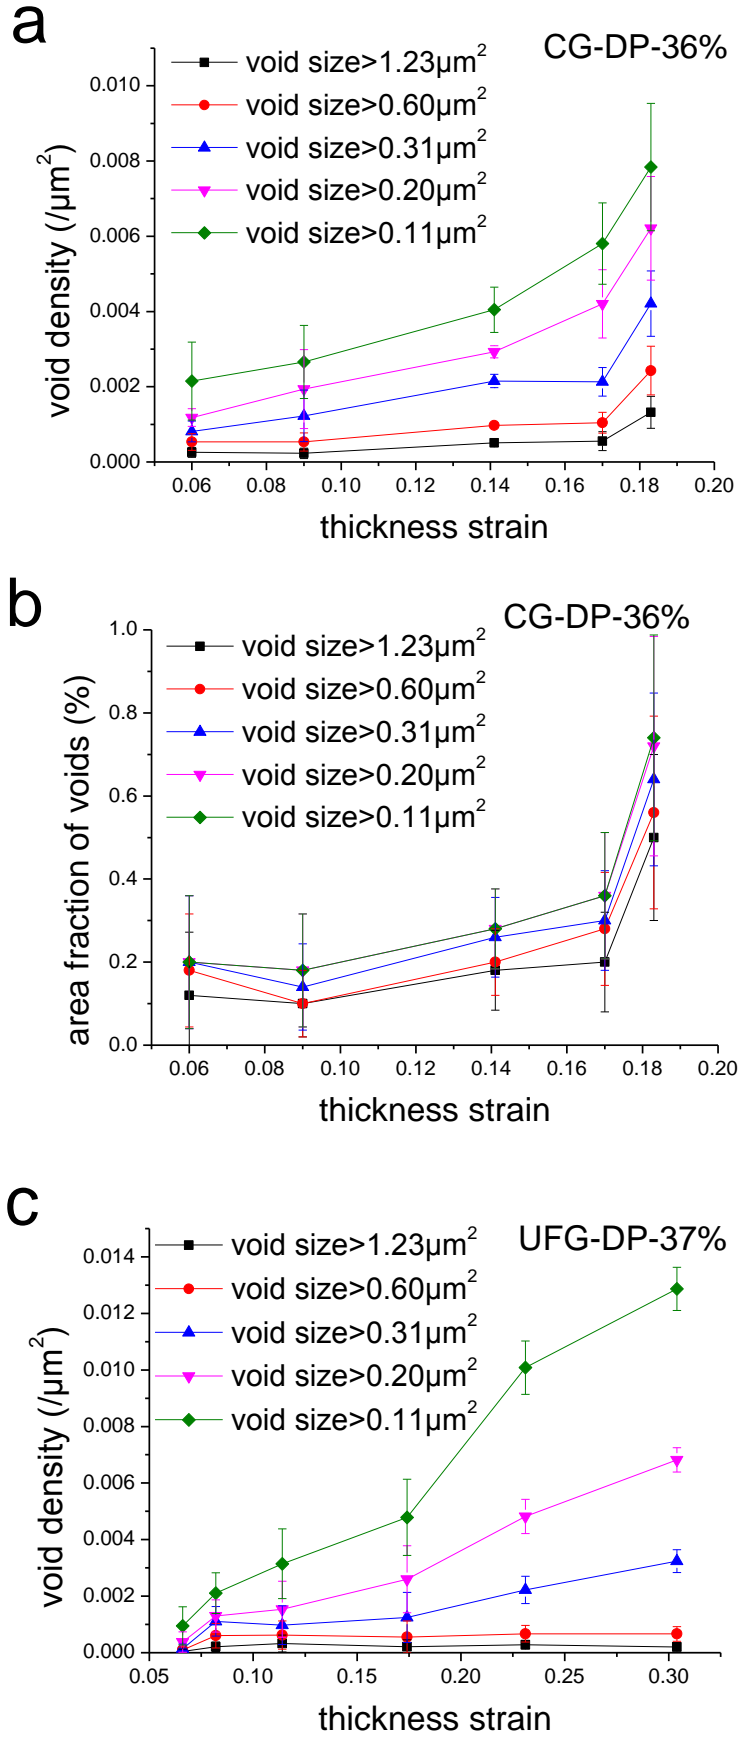 a
CG-DP-36%
void size>1.23µm²
void size>0.60µm²
void size>0.31µm²
void size>0.20µm²
void size>0.11µm²
void density (/µm²)
0.010
0.008
0.006
0.004
0.002
0.000
0.06 0.08 0.10 0.12 0.14 0.16 0.18 0.20
thickness strain
b
CG-DP-36%
void size>1.23µm²
void size>0.60µm²
void size>0.31µm²
void size>0.20µm²
void size>0.11µm²
area fraction of voids (%)
1.0
0.8
0.6
0.4
0.2
0.0
0.06 0.08 0.10 0.12 0.14 0.16 0.18 0.20
thickness strain
c
UFG-DP-37%
void size>1.23µm²
void size>0.60µm²
void size>0.31µm²
void size>0.20µm²
void size>0.11µm²
void density (/µm²)
0.014
0.012
0.010
0.008
0.006
0.004
0.002
0.000
0.05 0.10 0.15 0.20 0.25 0.30
thickness strain